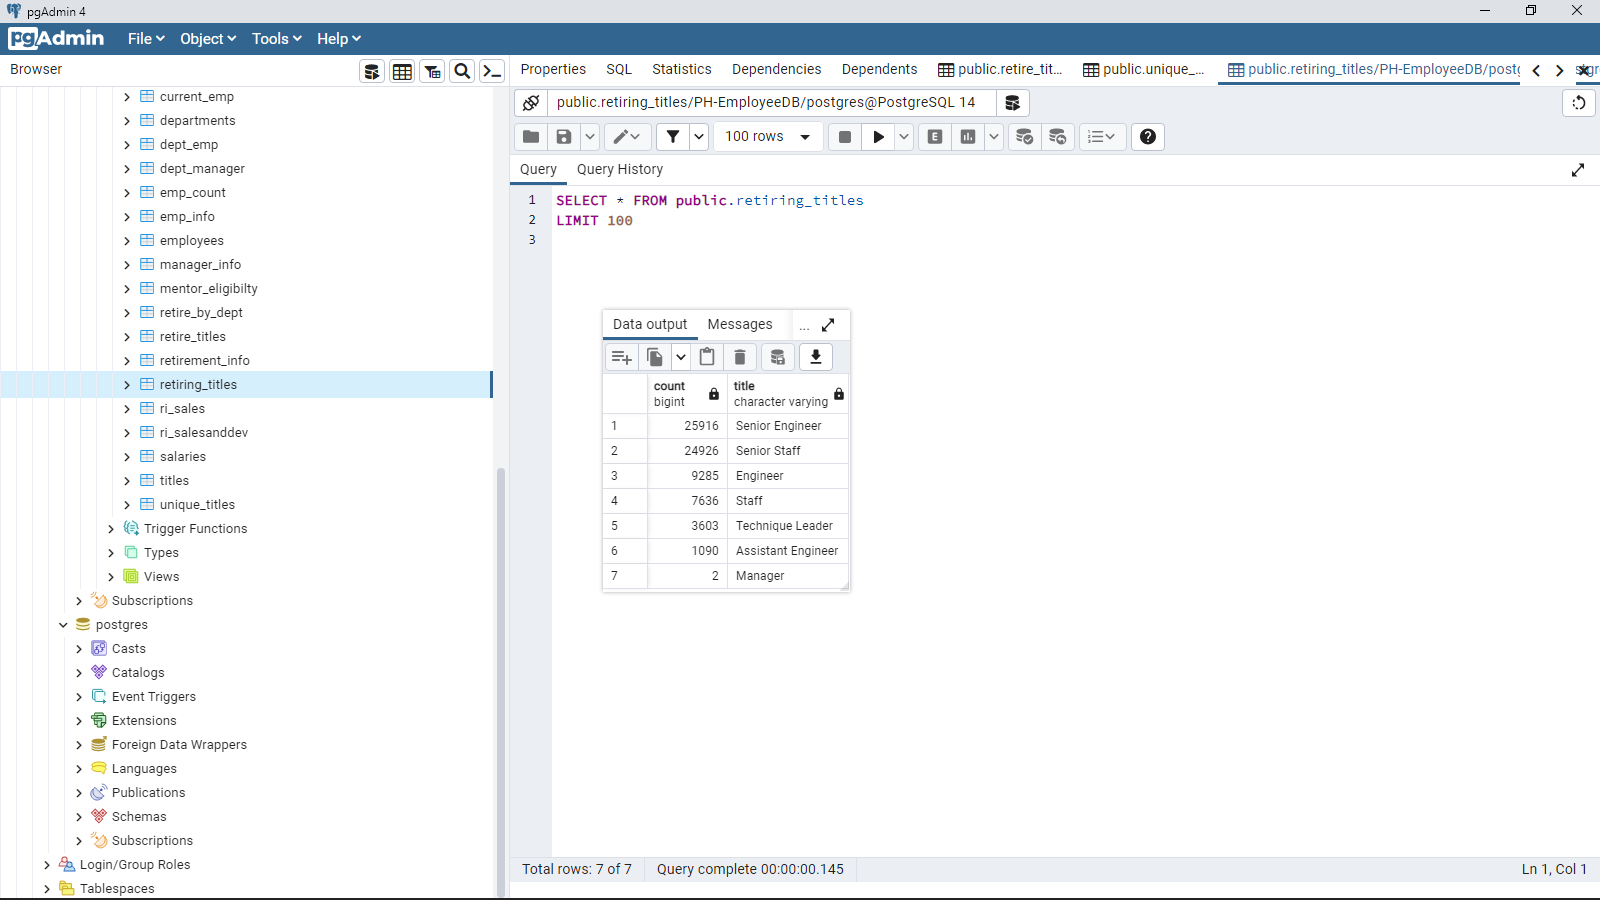 pgAdmin 4
pgAdmin File Object Tools Help
Browser
Properties SQL Statistics Dependencies Dependents public.retire_tit... public.unique_... public.retiring_titles/PH-EmployeeDB/postg
public.retiring_titles/PH-EmployeeDB/postgres@PostgreSQL 14
100 rows
Query Query History
1 SELECT * FROM public.retiring_titles
2 LIMIT 100
3
current_emp
departments
dept_emp
dept_manager
emp_count
emp_info
employees
manager_info
mentor_eligibilty
retire_by_dept
retire_titles
retirement_info
retiring_titles
ri_sales
ri_salesanddev
salaries
titles
unique_titles
Trigger Functions
Types
Views
Subscriptions
postgres
Casts
Catalogs
Event Triggers
Extensions
Foreign Data Wrappers
Languages
Publications
Schemas
Subscriptions
Login/Group Roles
Tablespaces
Data output Messages ...
count title
bigint character varying
1 25916 Senior Engineer
2 24926 Senior Staff
3 9285 Engineer
4 7636 Staff
5 3603 Technique Leader
6 1090 Assistant Engineer
7 2 Manager
Total rows: 7 of 7 Query complete 00:00:00.145 Ln 1, Col 1